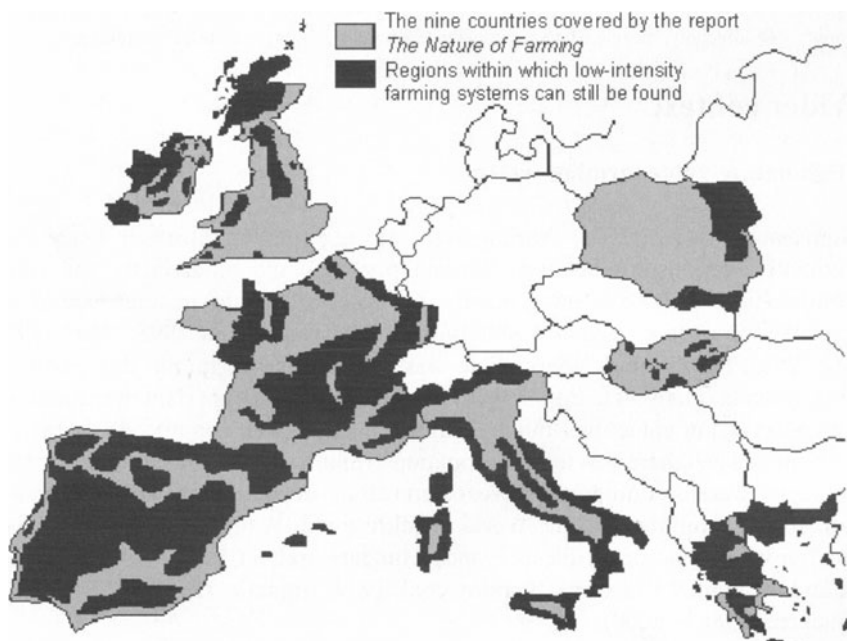 The nine countries covered by the report
The Nature of Farming
Regions within which low-intensity
farming systems can still be found